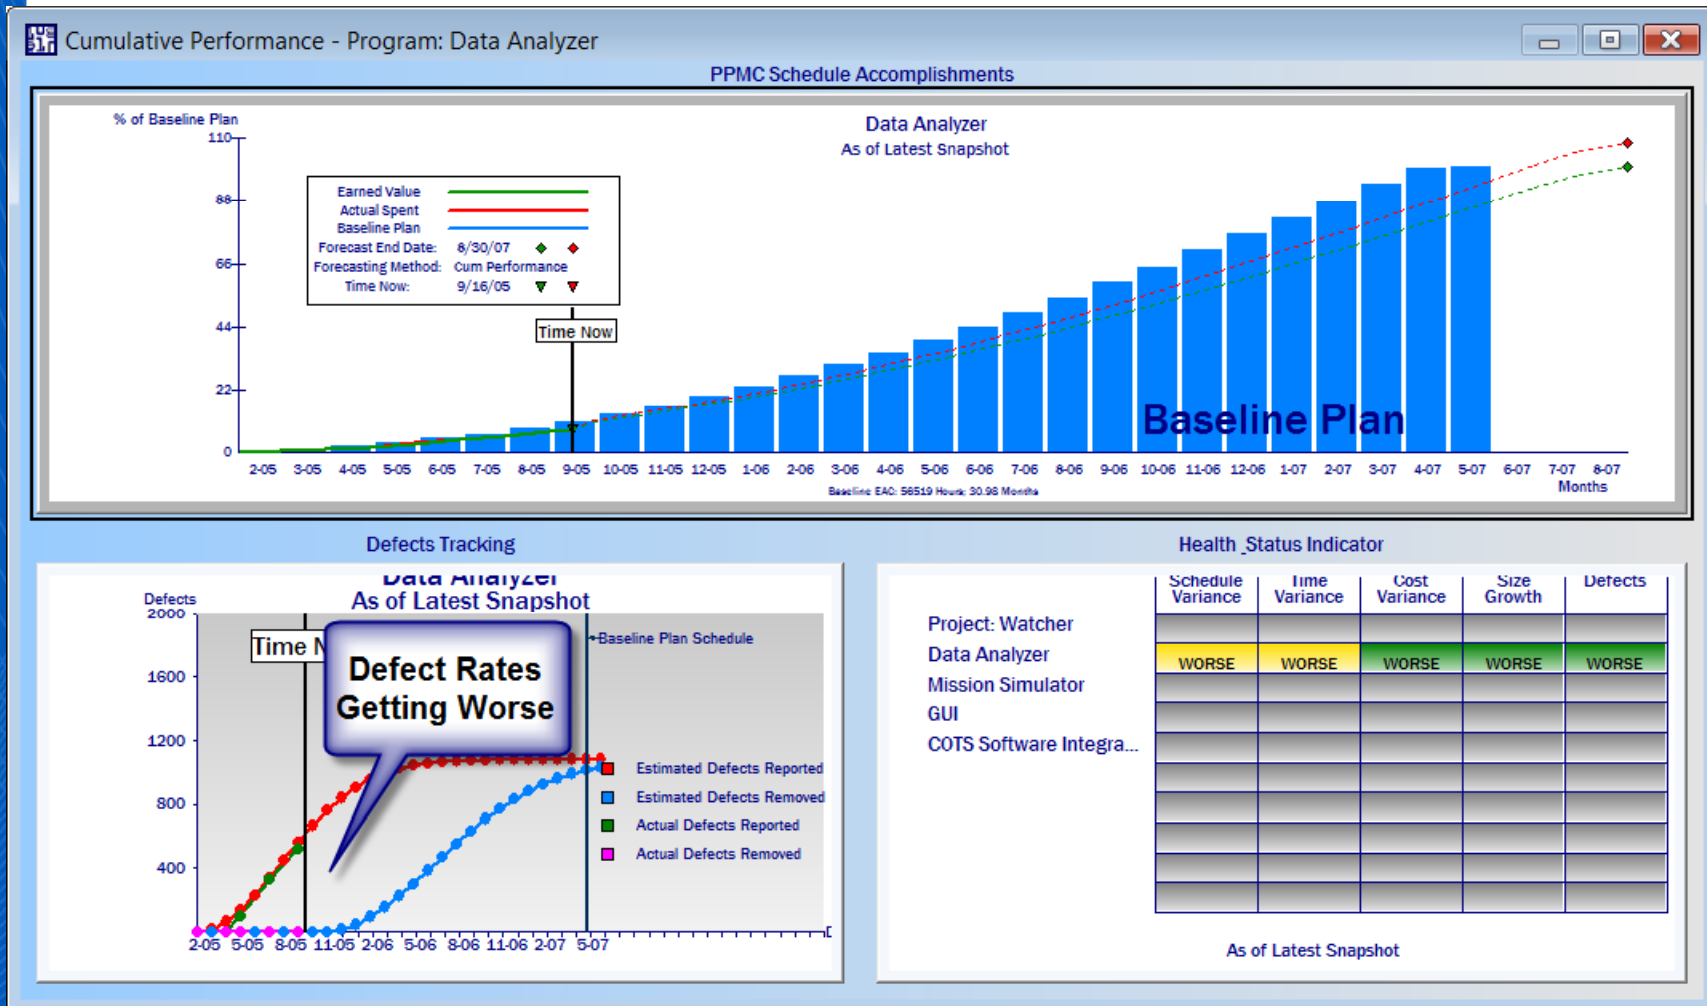 Cumulative Performance - Program: Data Analyzer
PPMC Schedule Accomplishments
% of Baseline Plan
Data Analyzer
As of Latest Snapshot
110
88
66
44
22
0
Earned Value
Actual Spent
Baseline Plan
Forecast End Date: 8/30/07
Forecasting Method: Cum Performance
Time Now: 9/16/05
Time Now
Baseline Plan
2-05 3-05 4-05 5-05 6-05 7-05 8-05 9-05 10-05 11-05 12-05 1-06 2-06 3-06 4-06 5-06 6-06 7-06 8-06 9-06 10-06 11-06 12-06 1-07 2-07 3-07 4-07 5-07 6-07 7-07 8-07
Months
Baseline EAC: 56519 Hours; 30.98 Months
Defects Tracking
Data Analyzer
As of Latest Snapshot
Defects
2000
1600
1200
800
400
Time N
Defect Rates
Getting Worse
Baseline Plan Schedule
Estimated Defects Reported
Estimated Defects Removed
Actual Defects Reported
Actual Defects Removed
2-05 5-05 8-05 11-05 2-06 5-06 8-06 11-06 2-07 5-07
Health_Status Indicator
Schedule Variance
Time Variance
Cost Variance
Size Growth
Defects
Project: Watcher
Data Analyzer WORSE WORSE WORSE WORSE WORSE
Mission Simulator
GUI
COTS Software Integra...
As of Latest Snapshot